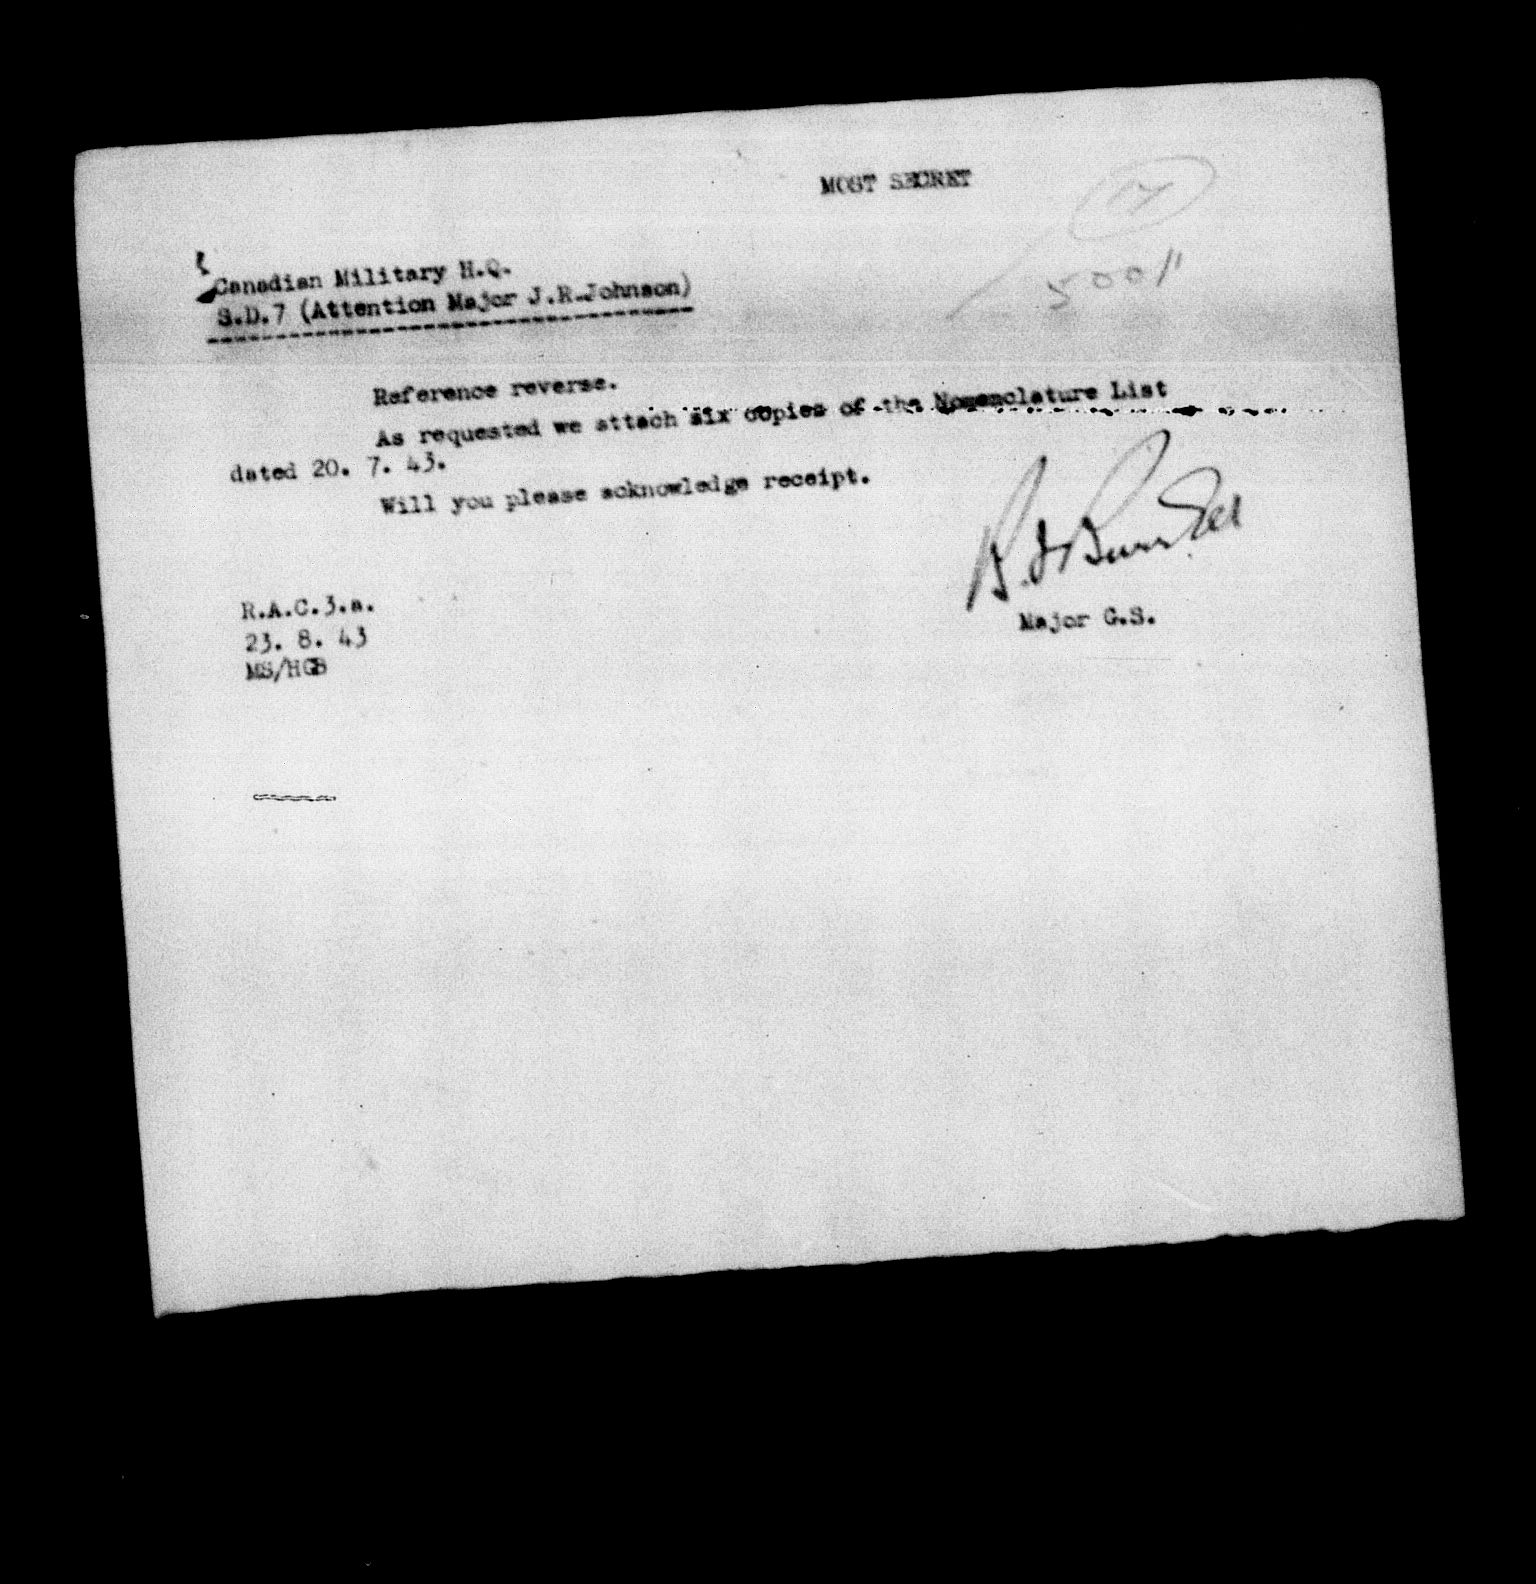 MOST SECRET
17
5001
Canadian Military H.Q.
S.D.7 (Attention Major J.R.Johnson)
Reference reverse.
As requested we attach six copies of the Nomenclature List
dated 20. 7. 43.
Will you please acknowledge receipt.
Major G.S.
R.A.C.3.a.
23. 8. 43
MS/HGB